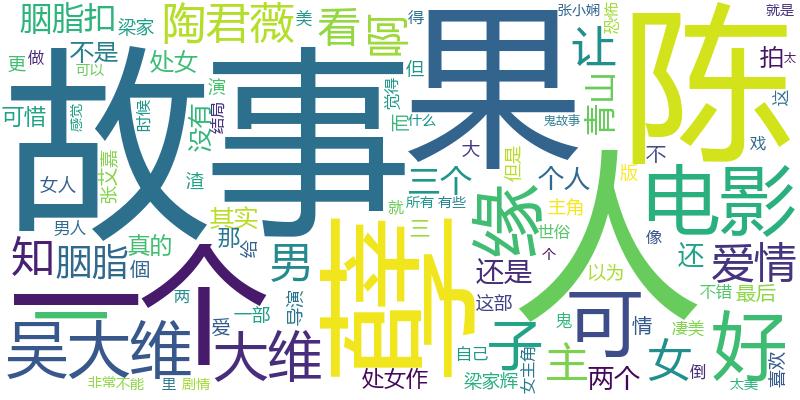 胭脂扣
梁家
陶君薇
美
看
啊
得
张小娴
恐怖
就是
更
做
不是
处女
演
但
果
陈
让
拍
太
可惜
可以
感觉
时候
没有
结局
觉得
而
什么
鬼故事
青山
这
故事
大
但是
戏
女人
张艾嘉
渣
三个
个人
不
版
电影
所有
有些
男人
其实
就
三
缘
主角
世俗
像
知
胭脂
真的
個
那
给
男
孽
人
还是
个
以为
还
爱情
一个
两
爱
一部
导演
这部
可
情
不错
最后
吴大维
大维
子
鬼
凄美
好
喜欢
自己
主
女
倒
非常
不能
里
剧情
处女作
梁家辉
女主角
两个
太美